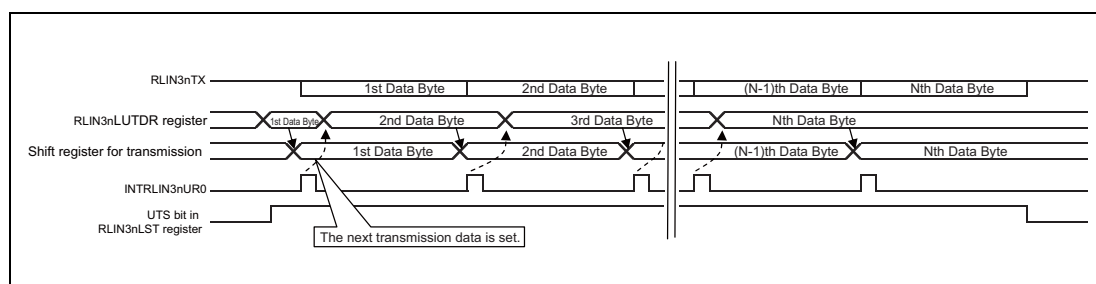 RLIN3nTX
1st Data Byte 2nd Data Byte (N-1)th Data Byte Nth Data Byte
RLIN3nLUTDR register
1st Data Byte 2nd Data Byte 3rd Data Byte Nth Data Byte
Shift register for transmission
1st Data Byte 2nd Data Byte (N-1)th Data Byte Nth Data Byte
INTRLIN3nUR0
UTS bit in
RLIN3nLST register
The next transmission data is set.